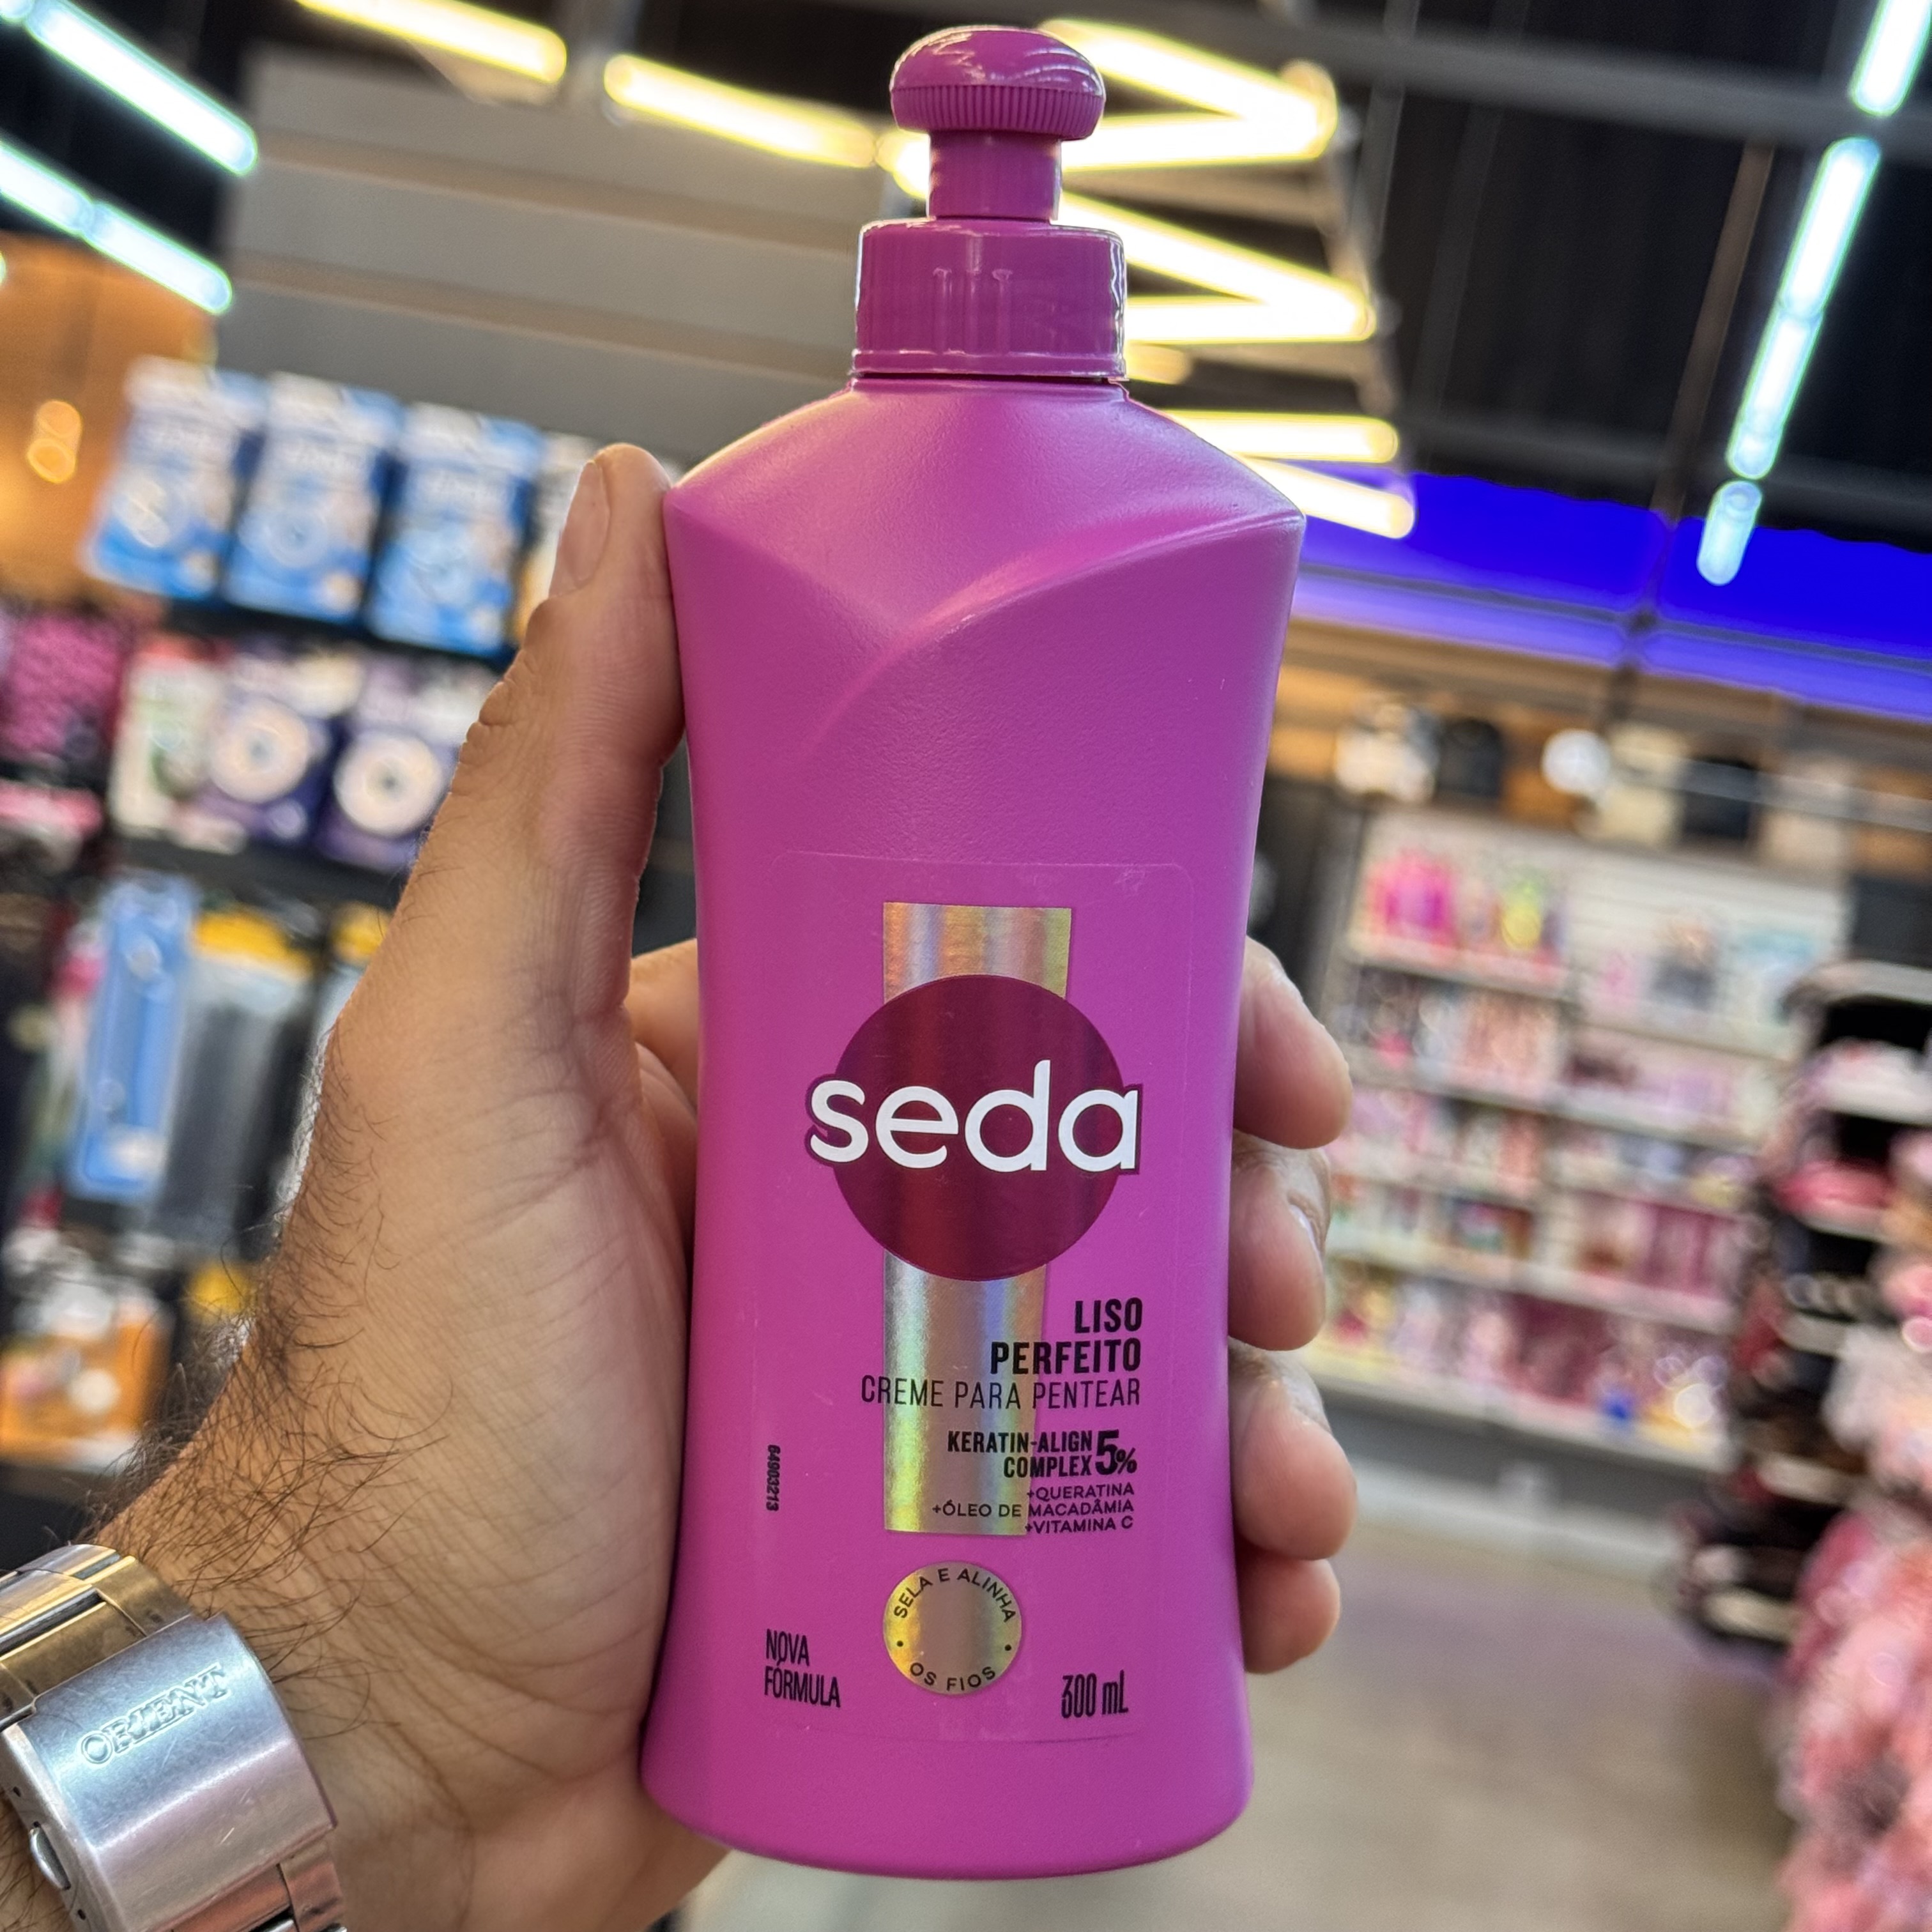 seda
LISO
PERFEITO
CREME PARA PENTEAR
KERATIN-ALIGN
COMPLEX 5%
+QUERATINA
+ÓLEO DE MACADÂMIA
+VITAMINA C
64903213
SELA E ALINHA
• OS FIOS •
NOVA
FÓRMULA
300 mL
ORIENT